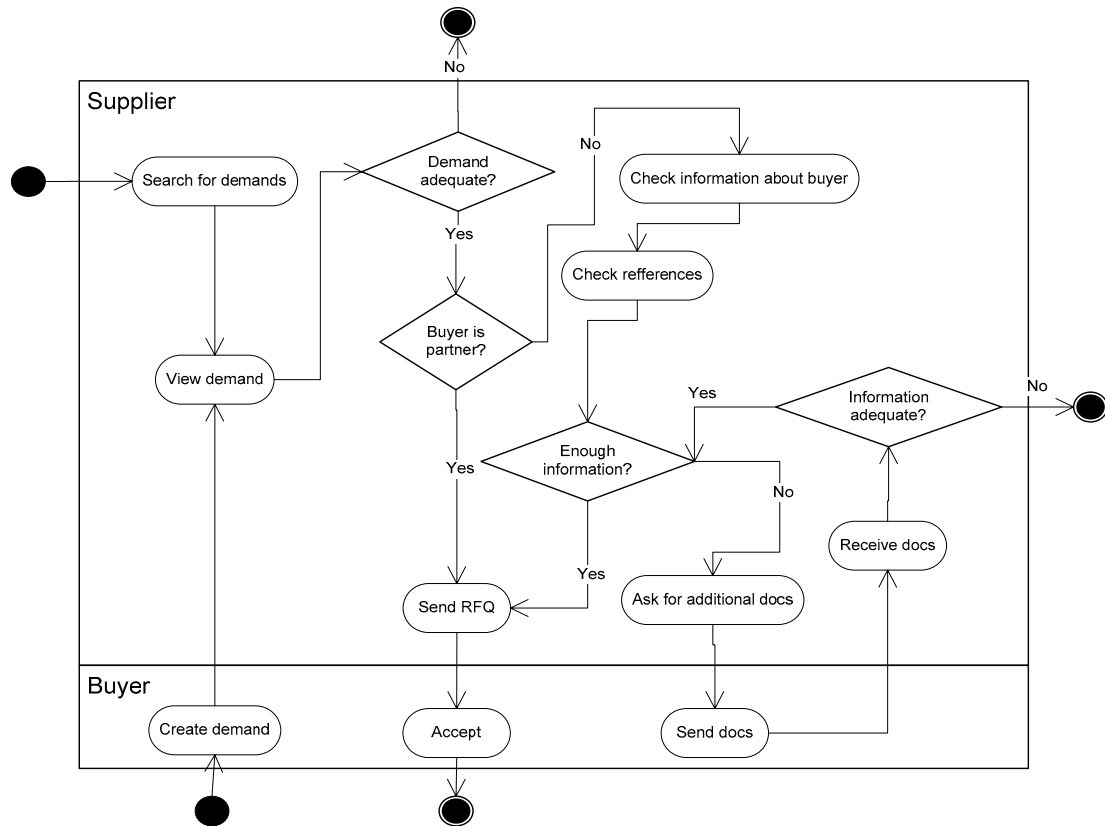 No
Supplier
Search for demands
Demand
adequate?
No
Check information about buyer
Yes
Check refferences
Buyer is
partner?
View demand
Yes
Information
adequate?
No
Enough
information?
Yes
No
Receive docs
Yes
Send RFQ
Ask for additional docs
Buyer
Create demand
Accept
Send docs